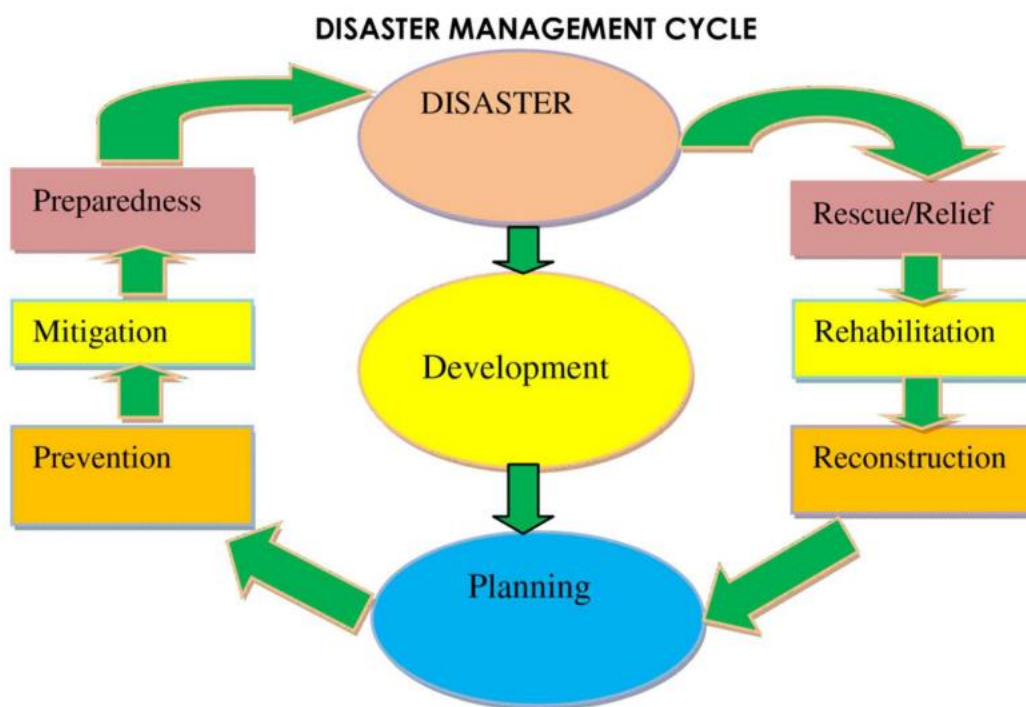 DISASTER MANAGEMENT CYCLE
DISASTER
Preparedness
Rescue/Relief
Mitigation
Rehabilitation
Development
Prevention
Reconstruction
Planning